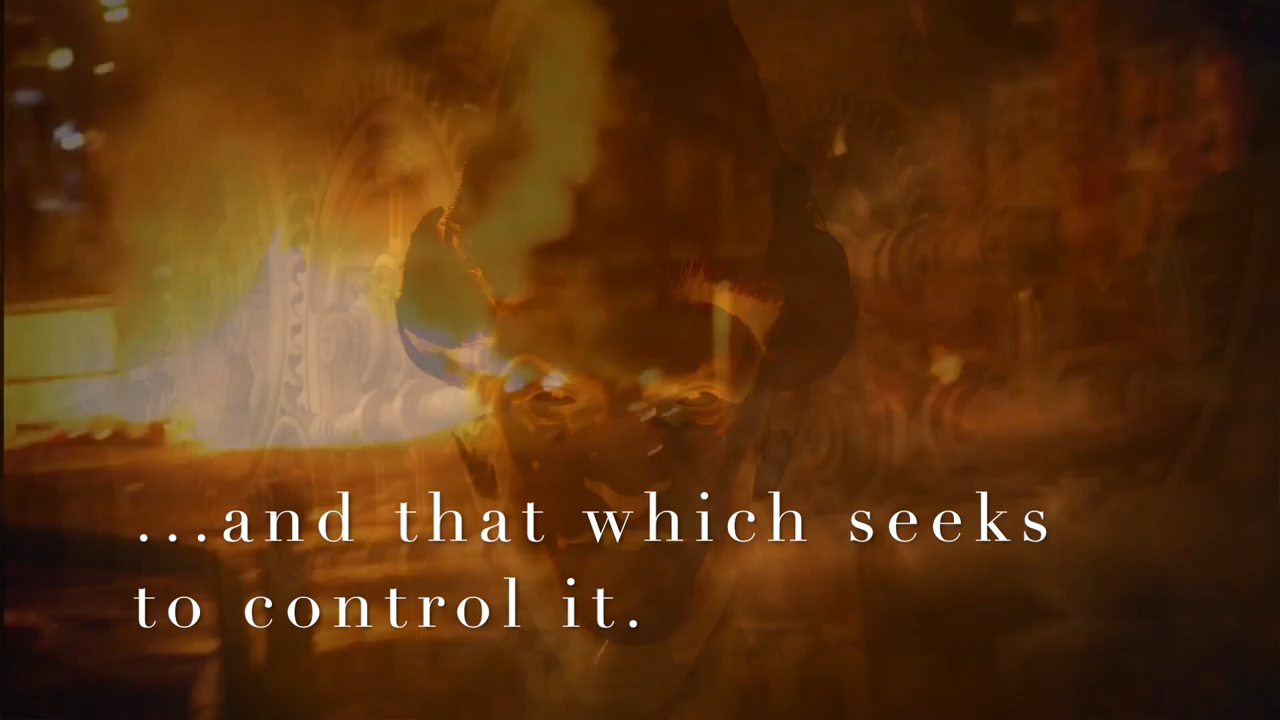 ...and that which seeks
to control it.